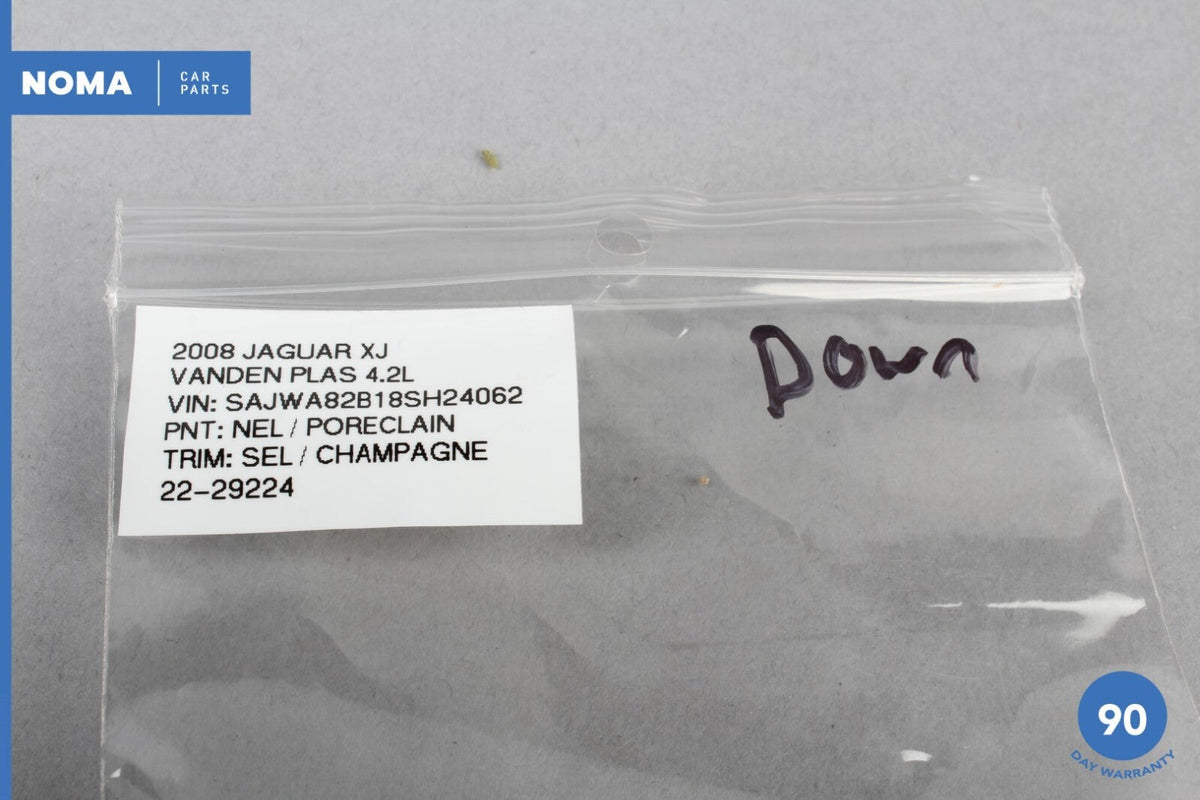 NOMA
CAR
PARTS
2008 JAGUAR XJ
VANDEN PLAS 4.2L
VIN: SAJWA82B18SH24062
PNT: NEL / PORECLAIN
TRIM: SEL / CHAMPAGNE
22-29224
Down
90
DAY WARRANTY